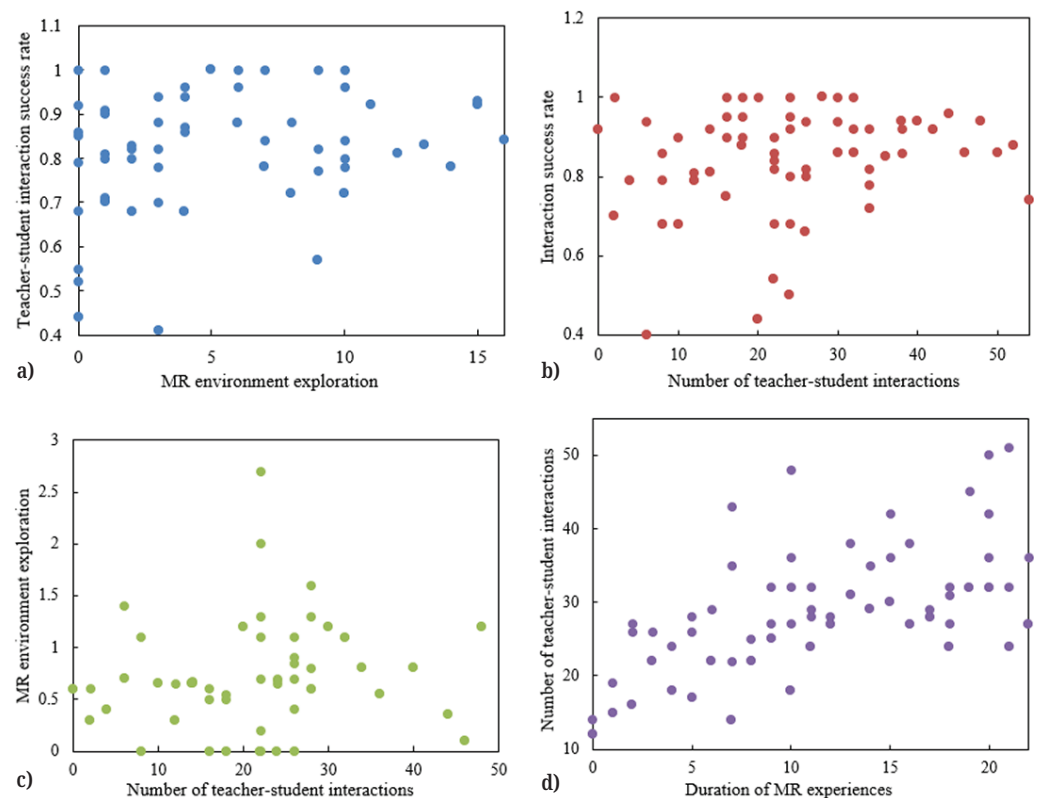 1.1
1
0.9
0.8
0.7
0.6
0.5
0.4
0 5 10 15
Teacher-student interaction success rate
MR environment exploration
a)
1.2
1
0.8
0.6
0.4
0 10 20 30 40 50
Interaction success rate
Number of teacher-student interactions
b)
3
2.5
2
1.5
1
0.5
0
0 10 20 30 40 50
MR environment exploration
Number of teacher-student interactions
c)
50
40
30
20
10
0 5 10 15 20
Number of teacher-student interactions
Duration of MR experiences
d)